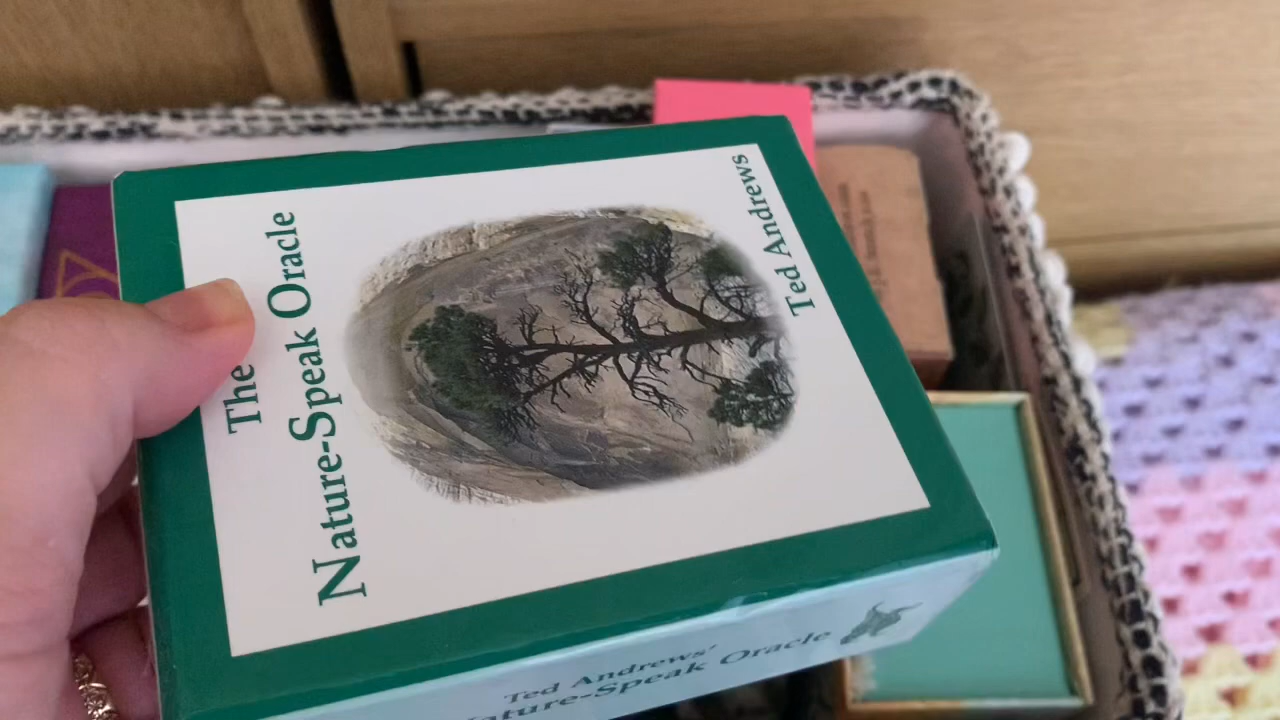 The
Nature-Speak Oracle
Ted Andrews
Ted Andrews'
Nature-Speak Oracle